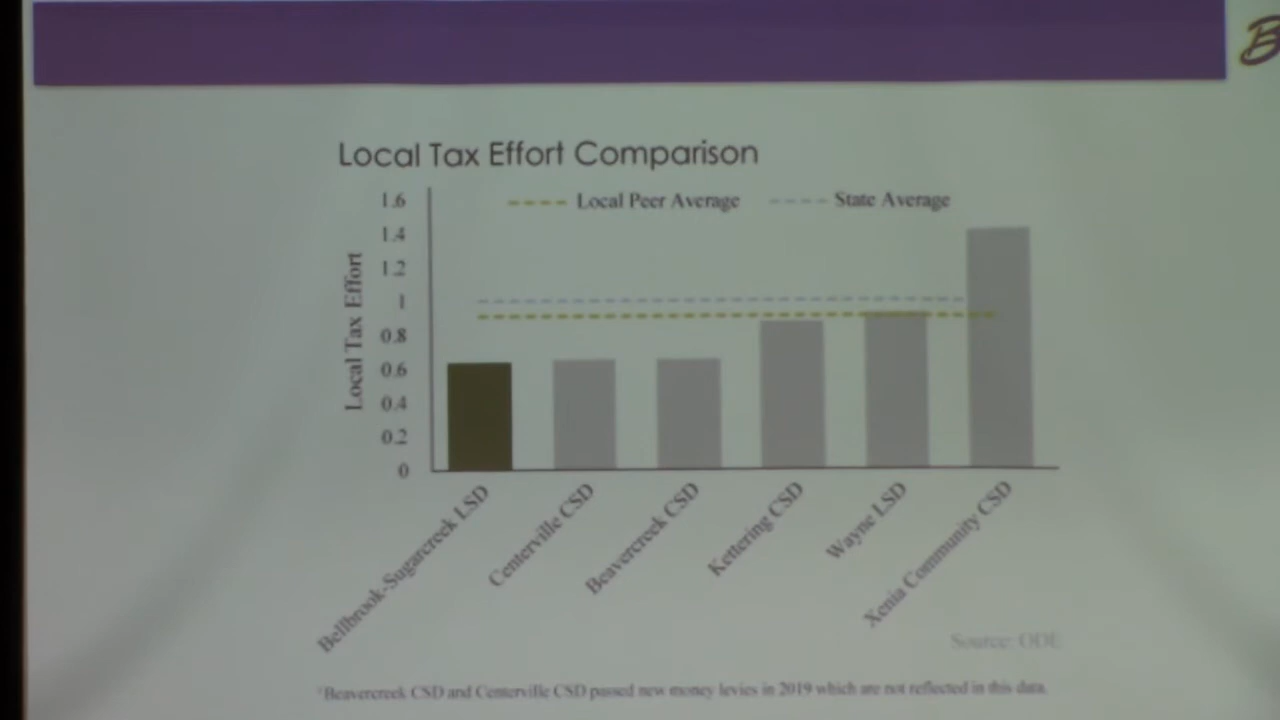 B
Local Tax Effort Comparison
Local Peer Average
State Average
1.6
1.4
1.2
1
0.8
0.6
0.4
0.2
0
Local Tax Effort
Bellbrook-Sugarcreek LSD
Centerville CSD
Beavercreek CSD
Kettering CSD
Wayne LSD
Xenia Community CSD
Source: ODE
Beavercreek CSD and Centerville CSD passed new money levies in 2019 which are not reflected in this data.